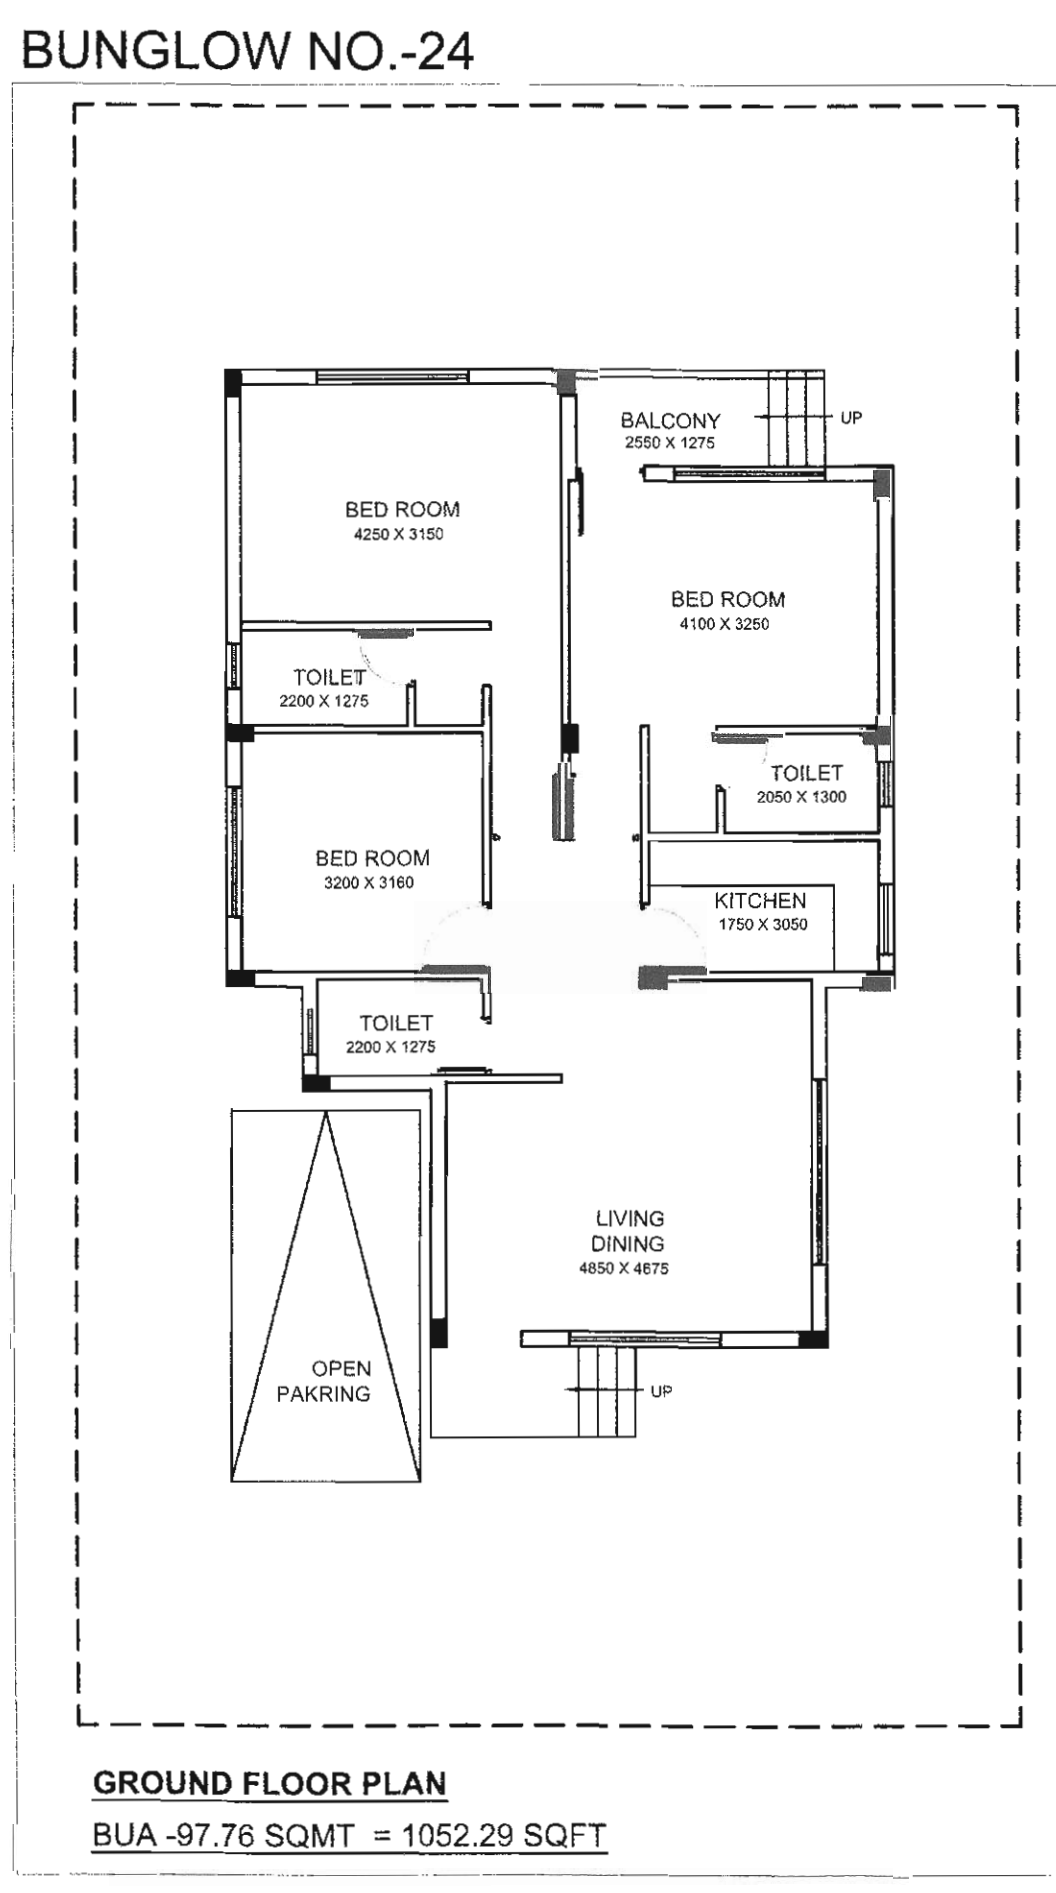 BUNGLOW NO.-24
BALCONY
2550 X 1275
UP
BED ROOM
4250 X 3150
BED ROOM
4100 X 3250
TOILET
2200 X 1275
TOILET
2050 X 1300
BED ROOM
3200 X 3160
KITCHEN
1750 X 3050
TOILET
2200 X 1275
LIVING
DINING
4850 X 4675
OPEN
PAKRING
UP
GROUND FLOOR PLAN
BUA -97.76 SQMT = 1052.29 SQFT